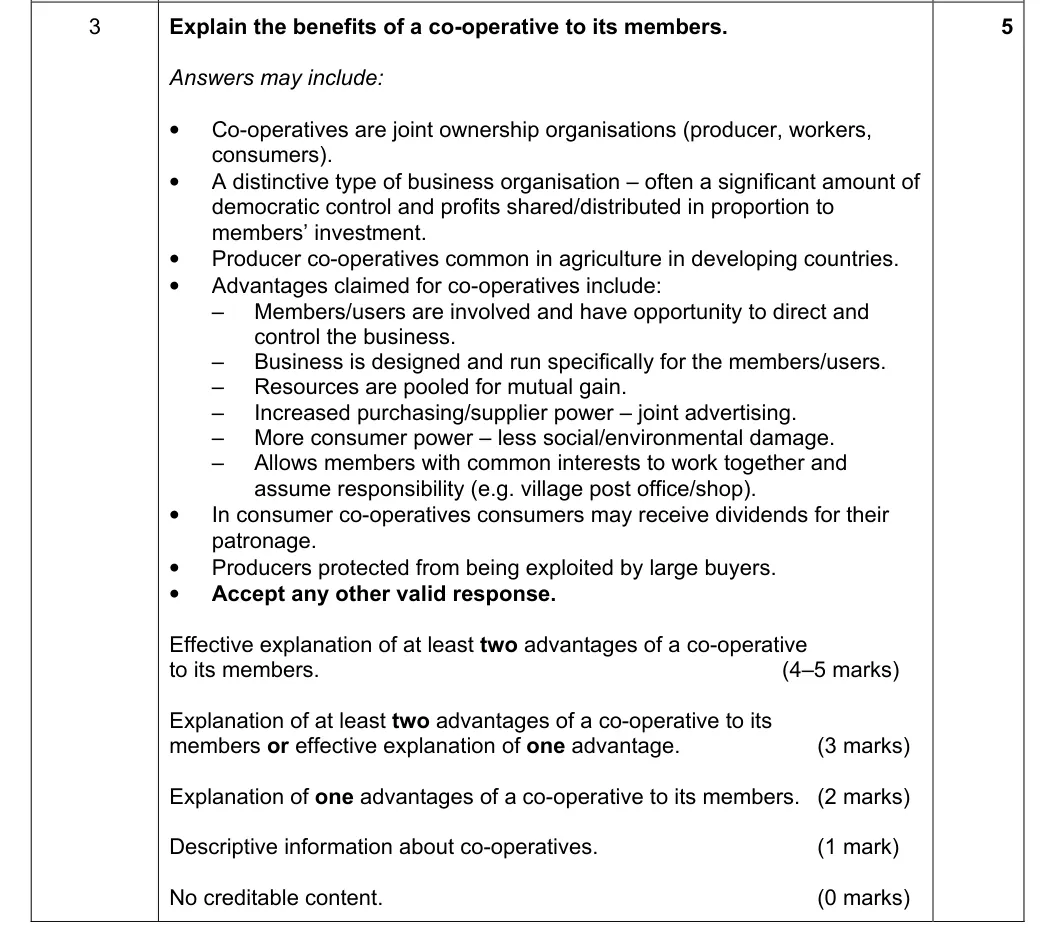 3 Explain the benefits of a co-operative to its members. 5
Answers may include:
• Co-operatives are joint ownership organisations (producer, workers,
consumers).
• A distinctive type of business organisation – often a significant amount of
democratic control and profits shared/distributed in proportion to
members’ investment.
• Producer co-operatives common in agriculture in developing countries.
• Advantages claimed for co-operatives include:
– Members/users are involved and have opportunity to direct and
control the business.
– Business is designed and run specifically for the members/users.
– Resources are pooled for mutual gain.
– Increased purchasing/supplier power – joint advertising.
– More consumer power – less social/environmental damage.
– Allows members with common interests to work together and
assume responsibility (e.g. village post office/shop).
• In consumer co-operatives consumers may receive dividends for their
patronage.
• Producers protected from being exploited by large buyers.
• Accept any other valid response.
Effective explanation of at least two advantages of a co-operative
to its members. (4–5 marks)
Explanation of at least two advantages of a co-operative to its
members or effective explanation of one advantage. (3 marks)
Explanation of one advantages of a co-operative to its members. (2 marks)
Descriptive information about co-operatives. (1 mark)
No creditable content. (0 marks)